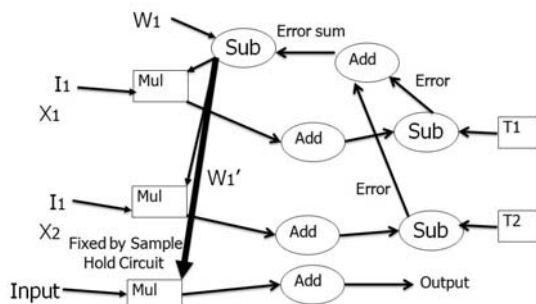 W1
Sub
Error sum
Add
Mul
Error
I1
X1
Add
Sub
T1
W1'
Mul
Error
I1
X2
Add
Sub
T2
Fixed by Sample
Hold Circuit
Input
Mul
Add
Output